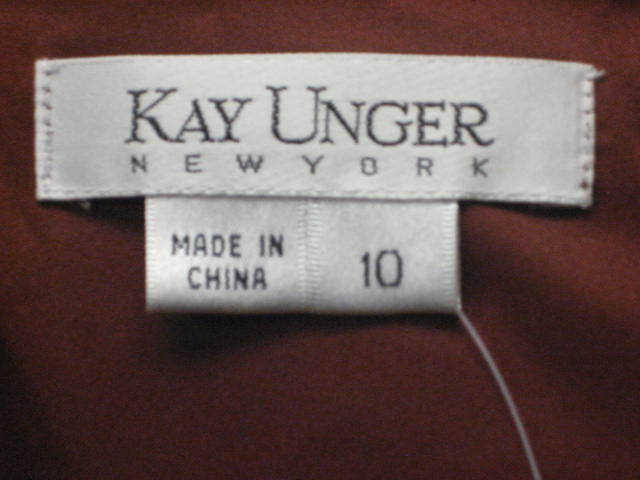 KAY UNGER
NEW YORK
MADE IN
CHINA
10